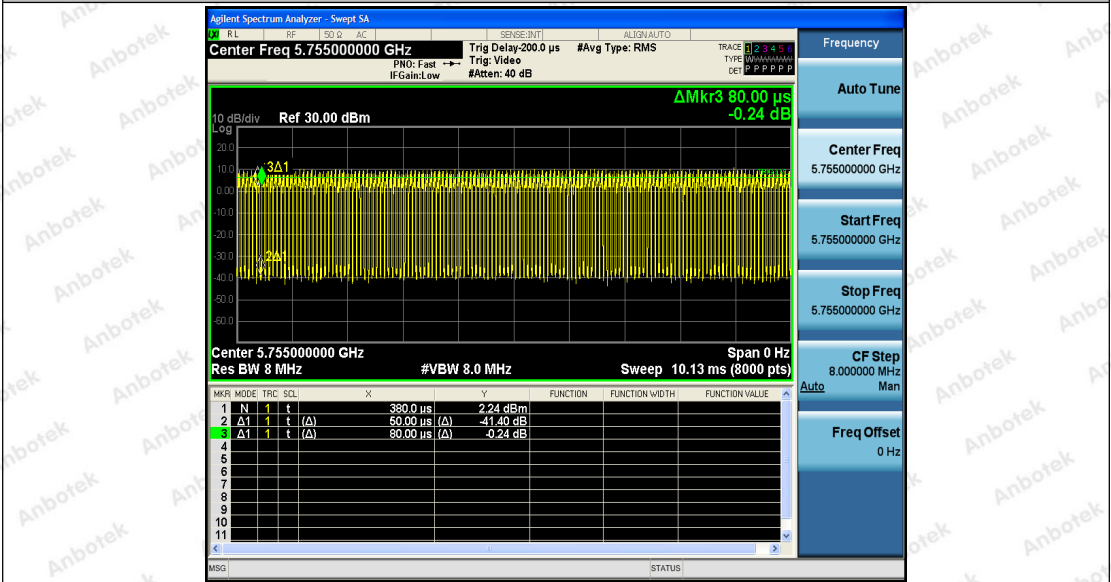 Agilent Spectrum Analyzer - Swept SA
RL RF 50 Ω AC SENSE:INT ALIGNAUTO
Center Freq 5.755000000 GHz
PNO: Fast
IFGain:Low
Trig Delay-200.0 µs
Trig: Video
#Atten: 40 dB
#Avg Type: RMS
TRACE 1 2 3 4 5 6
TYPE
DET P P P P P P
ΔMkr3 80.00 µs
-0.24 dB
10 dB/div Ref 30.00 dBm
Log
20.0
10.0
0.00
-10.0
-20.0
-30.0
-40.0
-50.0
-60.0
3Δ1
2Δ1
Center 5.755000000 GHz Span 0 Hz
Res BW 8 MHz #VBW 8.0 MHz Sweep 10.13 ms (8000 pts)
MKR MODE TRC SCL X Y FUNCTION FUNCTION WIDTH FUNCTION VALUE
1 N 1 t 380.0 µs 2.24 dBm
2 Δ1 1 t (Δ) 50.00 µs (Δ) -41.40 dB
3 Δ1 1 t (Δ) 80.00 µs (Δ) -0.24 dB
4
5
6
7
8
9
10
11
MSG STATUS
Frequency
Auto Tune
Center Freq
5.755000000 GHz
Start Freq
5.755000000 GHz
Stop Freq
5.755000000 GHz
CF Step
8.000000 MHz
Auto Man
Freq Offset
0 Hz
Anbotek